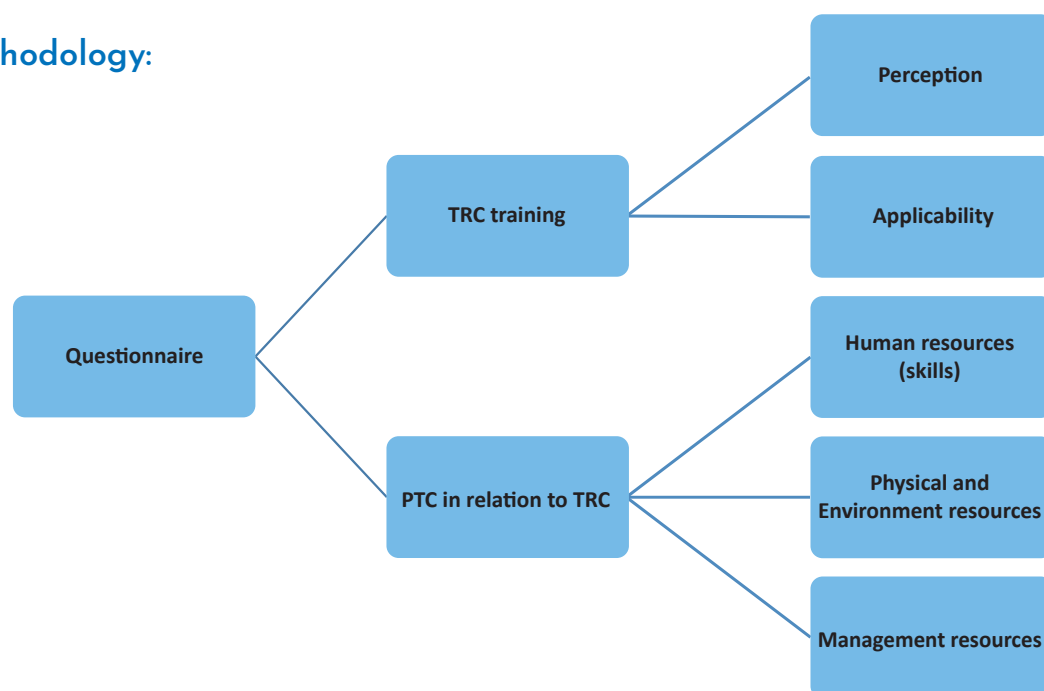 hodology:
Perception
TRC training
Applicability
Questionnaire
Human resources
(skills)
PTC in relation to TRC
Physical and
Environment resources
Management resources